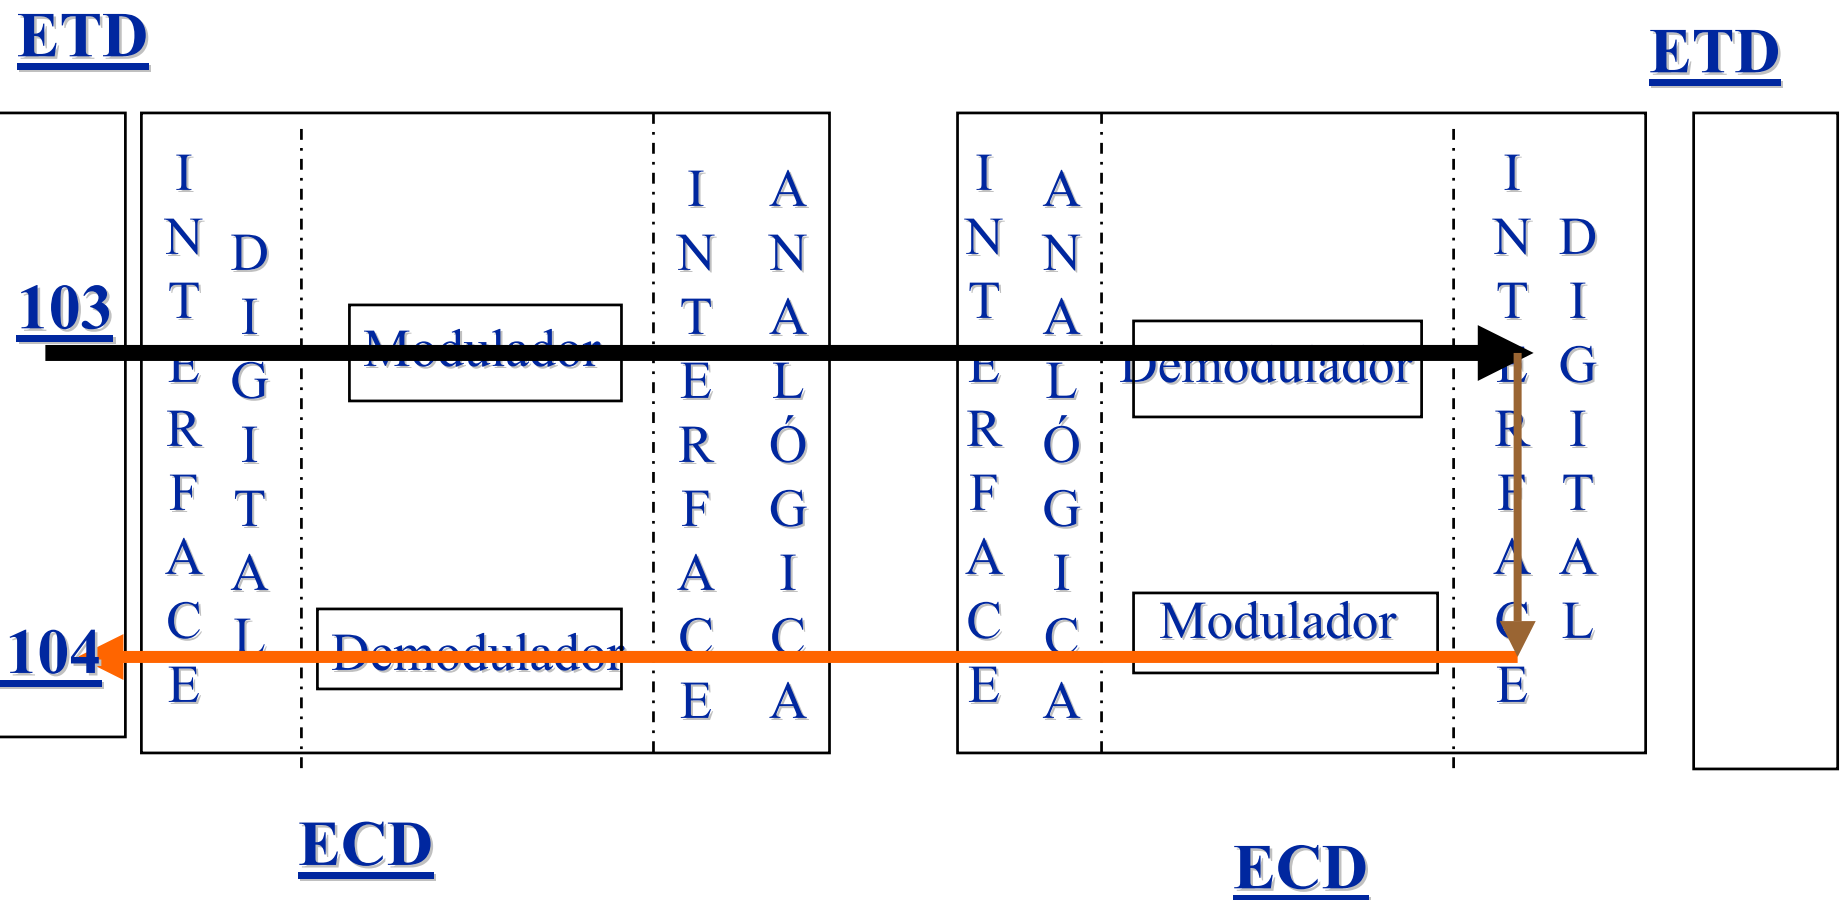 ETD
ETD
INTERFACE
DIGITAL
INTERFACE
ANALÓGICA
INTERFACE
ANALÓGICA
INTERFACE
DIGITAL
103
Modulador
Demodulador
104
Demodulador
Modulador
ECD
ECD